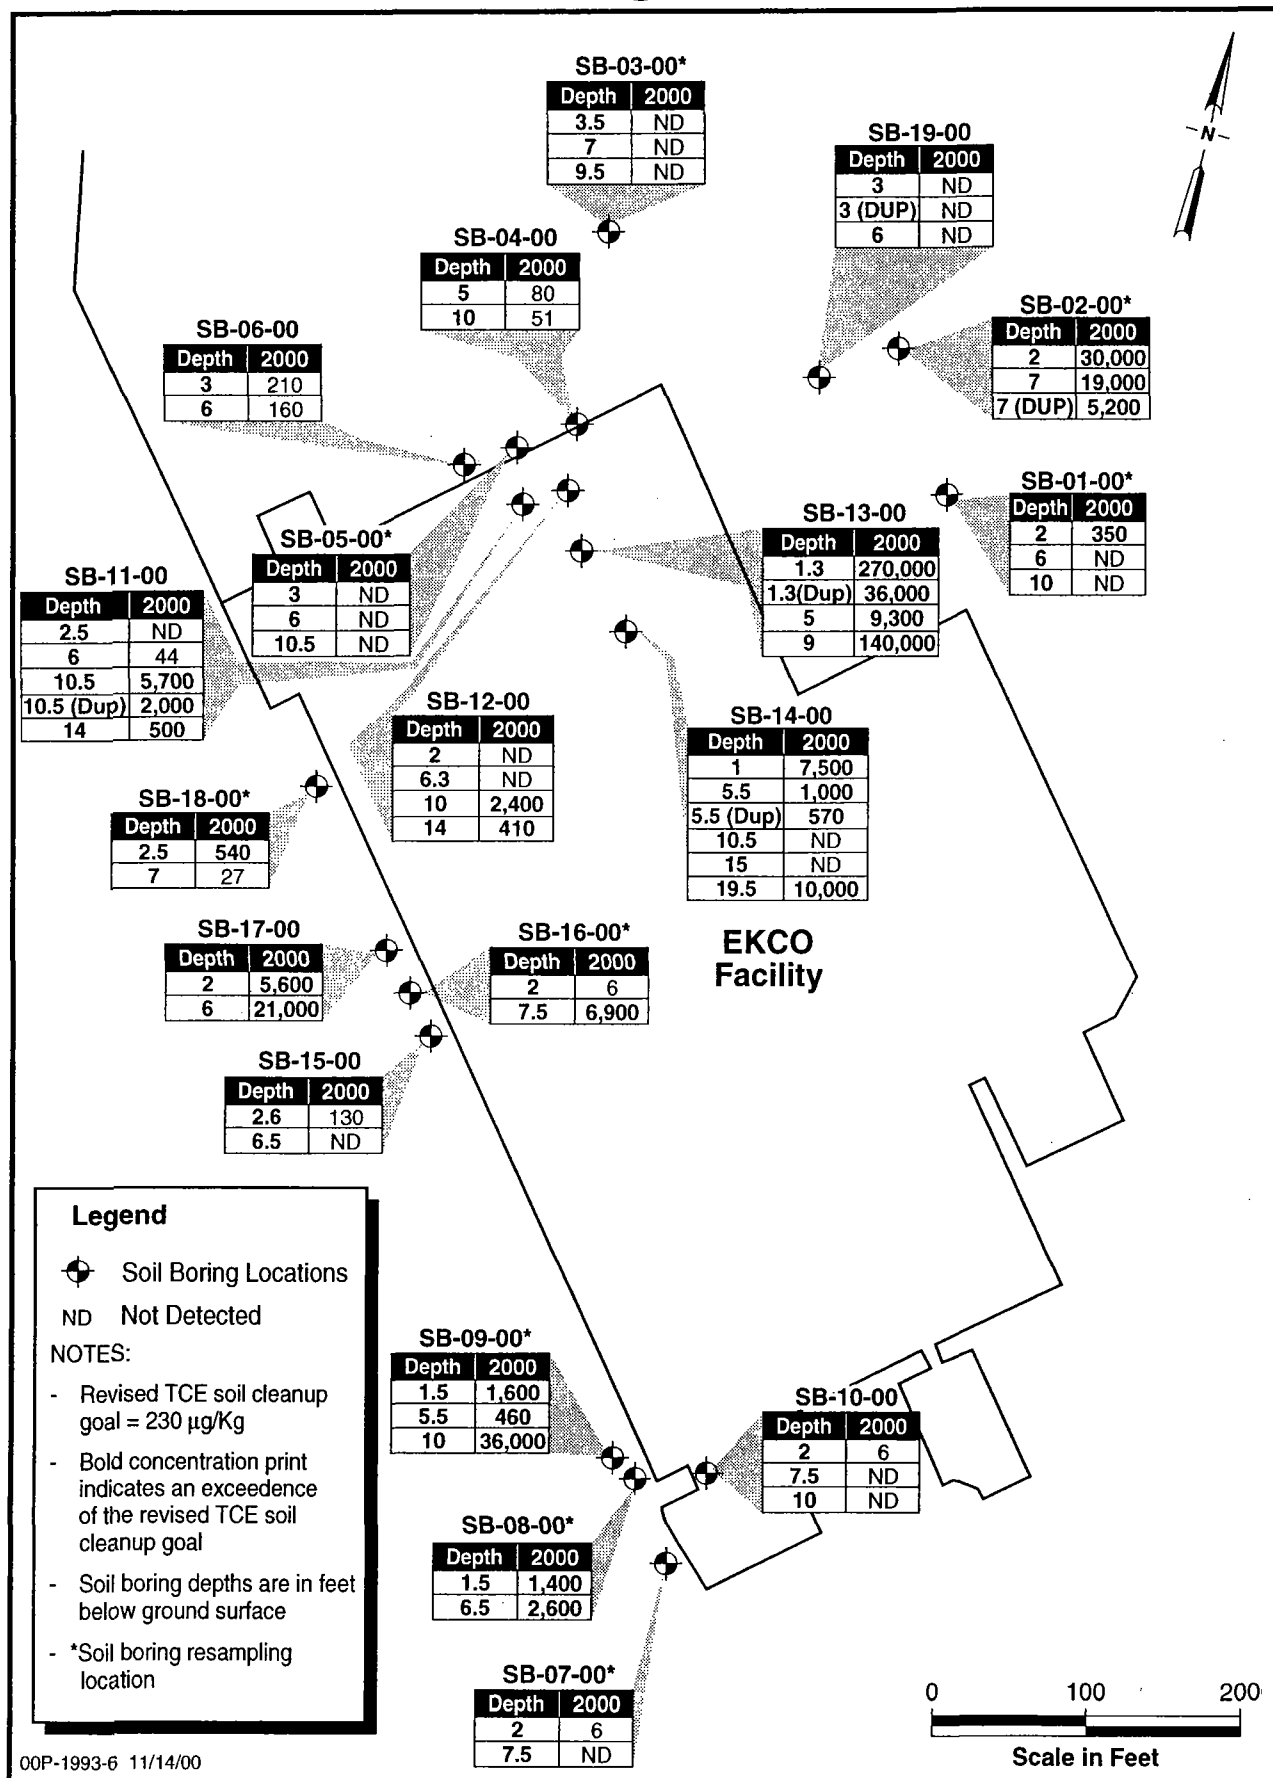 SB-03-00*
Depth 2000
3.5 ND
7 ND
9.5 ND
N
SB-19-00
Depth 2000
3 ND
3 (DUP) ND
6 ND
SB-04-00
Depth 2000
5 80
10 51
SB-02-00*
Depth 2000
2 30,000
7 19,000
7 (DUP) 5,200
SB-06-00
Depth 2000
3 210
6 160
SB-01-00*
Depth 2000
2 350
6 ND
10 ND
SB-13-00
Depth 2000
1.3 270,000
1.3(Dup) 36,000
5 9,300
9 140,000
SB-05-00*
Depth 2000
3 ND
6 ND
10.5 ND
SB-11-00
Depth 2000
2.5 ND
6 44
10.5 5,700
10.5 (Dup) 2,000
14 500
SB-12-00
Depth 2000
2 ND
6.3 ND
10 2,400
14 410
SB-14-00
Depth 2000
1 7,500
5.5 1,000
5.5 (Dup) 570
10.5 ND
15 ND
19.5 10,000
SB-18-00*
Depth 2000
2.5 540
7 27
EKCO
Facility
SB-17-00
Depth 2000
2 5,600
6 21,000
SB-16-00*
Depth 2000
2 6
7.5 6,900
SB-15-00
Depth 2000
2.6 130
6.5 ND
Legend
Soil Boring Locations
ND Not Detected
NOTES:
- Revised TCE soil cleanup
goal = 230 µg/Kg
- Bold concentration print
indicates an exceedence
of the revised TCE soil
cleanup goal
- Soil boring depths are in feet
below ground surface
- *Soil boring resampling
location
SB-09-00*
Depth 2000
1.5 1,600
5.5 460
10 36,000
SB-10-00
Depth 2000
2 6
7.5 ND
10 ND
SB-08-00*
Depth 2000
1.5 1,400
6.5 2,600
SB-07-00*
Depth 2000
2 6
7.5 ND
0 100 200
Scale in Feet
00P-1993-6 11/14/00